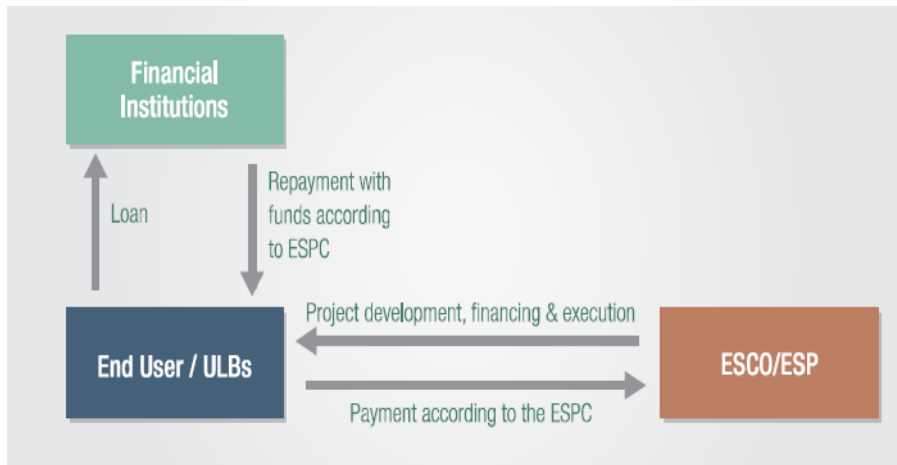 Financial
Institutions
Loan
Repayment with
funds according
to ESPC
Project development, financing & execution
End User / ULBs
ESCO/ESP
Payment according to the ESPC